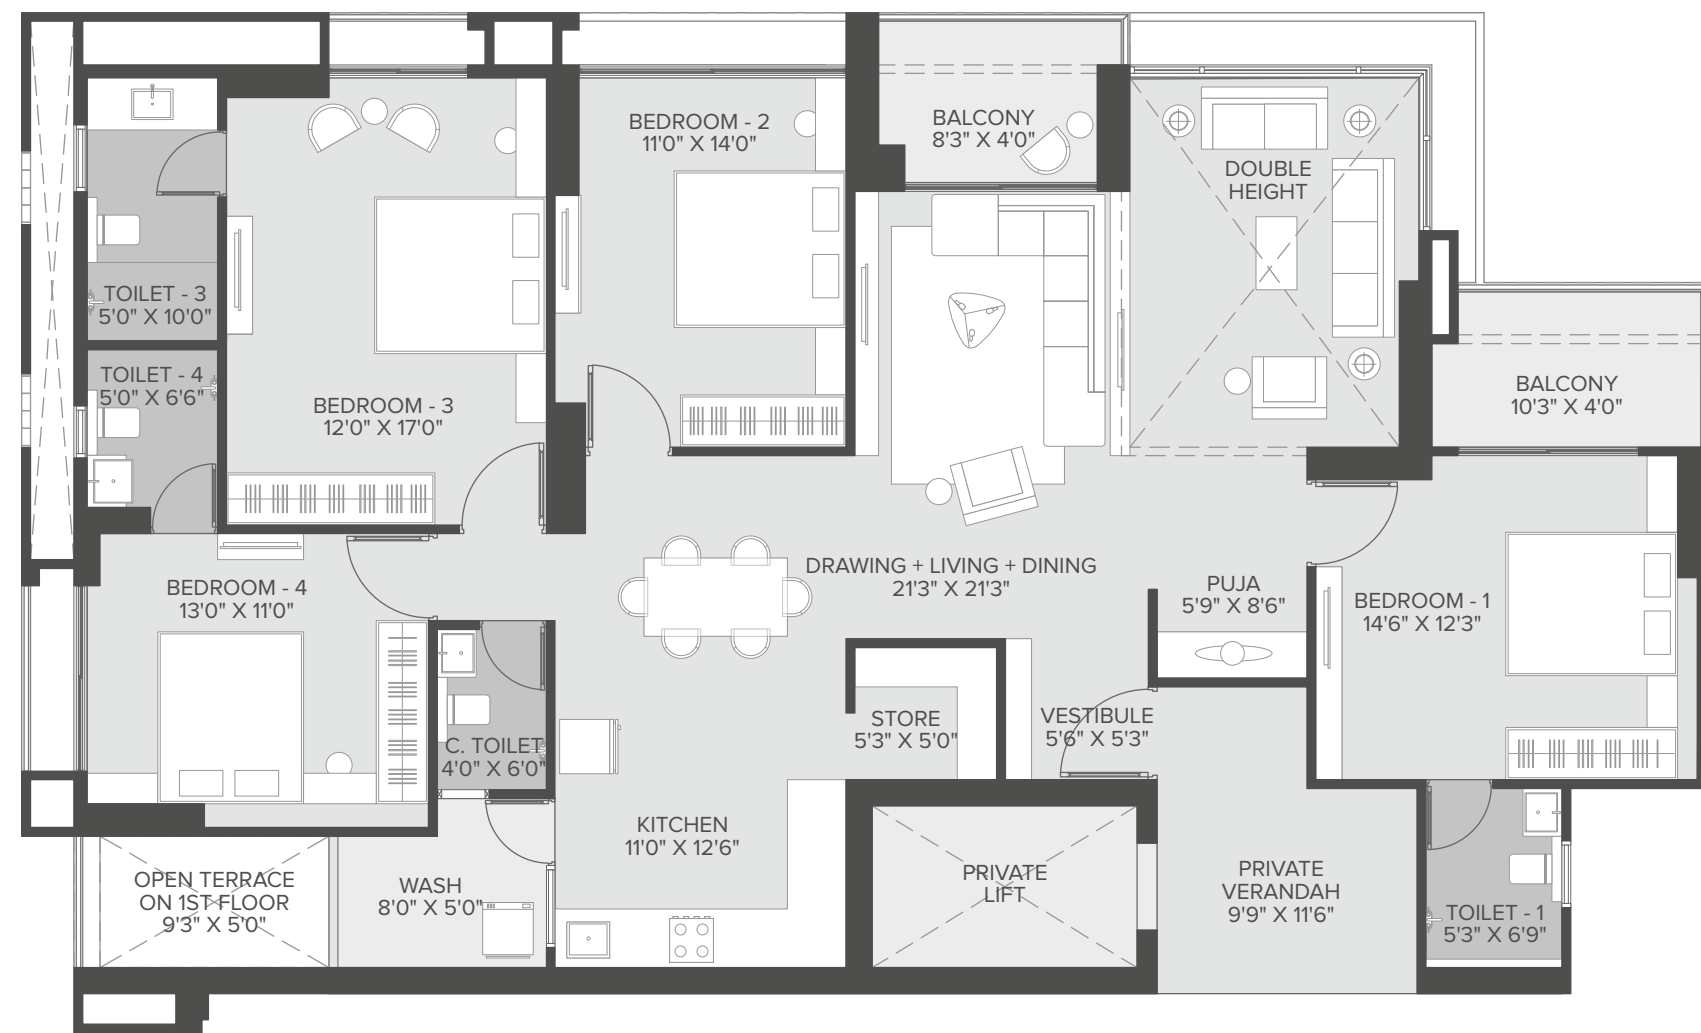 BEDROOM - 2
11'0" X 14'0"
BALCONY
8'3" X 4'0"
DOUBLE
HEIGHT
TOILET - 3
5'0" X 10'0"
TOILET - 4
5'0" X 6'6"
BEDROOM - 3
12'0" X 17'0"
BALCONY
10'3" X 4'0"
DRAWING + LIVING + DINING
21'3" X 21'3"
BEDROOM - 4
13'0" X 11'0"
PUJA
5'9" X 8'6"
BEDROOM - 1
14'6" X 12'3"
STORE
5'3" X 5'0"
VESTIBULE
5'6" X 5'3"
C. TOILET
4'0" X 6'0"
KITCHEN
11'0" X 12'6"
OPEN TERRACE
ON 1ST FLOOR
9'3" X 5'0"
WASH
8'0" X 5'0"
PRIVATE
LIFT
PRIVATE
VERANDAH
9'9" X 11'6"
TOILET - 1
5'3" X 6'9"